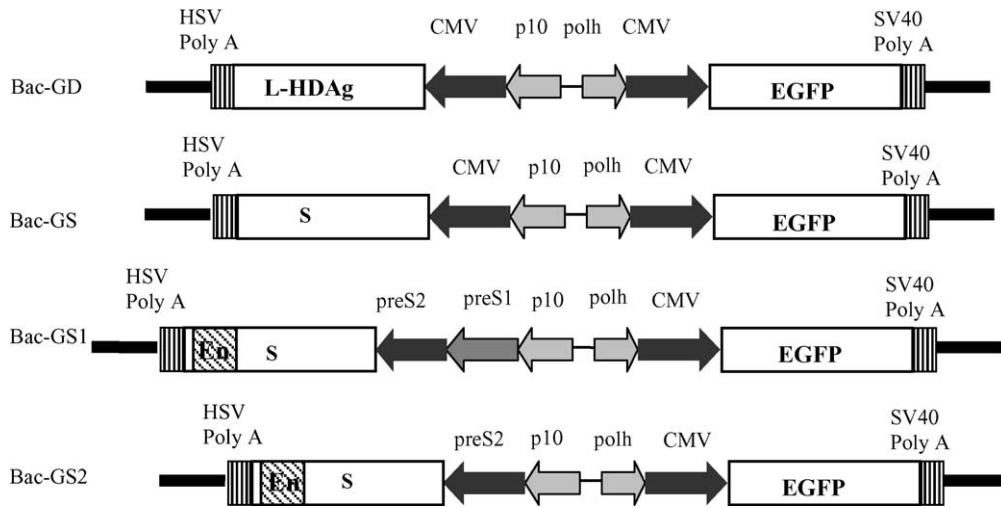 HSV
Poly A
CMV
p10
polh
CMV
SV40
Poly A
Bac-GD
L-HDAg
EGFP
HSV
Poly A
CMV
p10
polh
CMV
SV40
Poly A
Bac-GS
S
EGFP
HSV
Poly A
preS2
preS1
p10
polh
CMV
SV40
Poly A
Bac-GS1
En
S
EGFP
HSV
Poly A
preS2
p10
polh
CMV
SV40
Poly A
Bac-GS2
En
S
EGFP